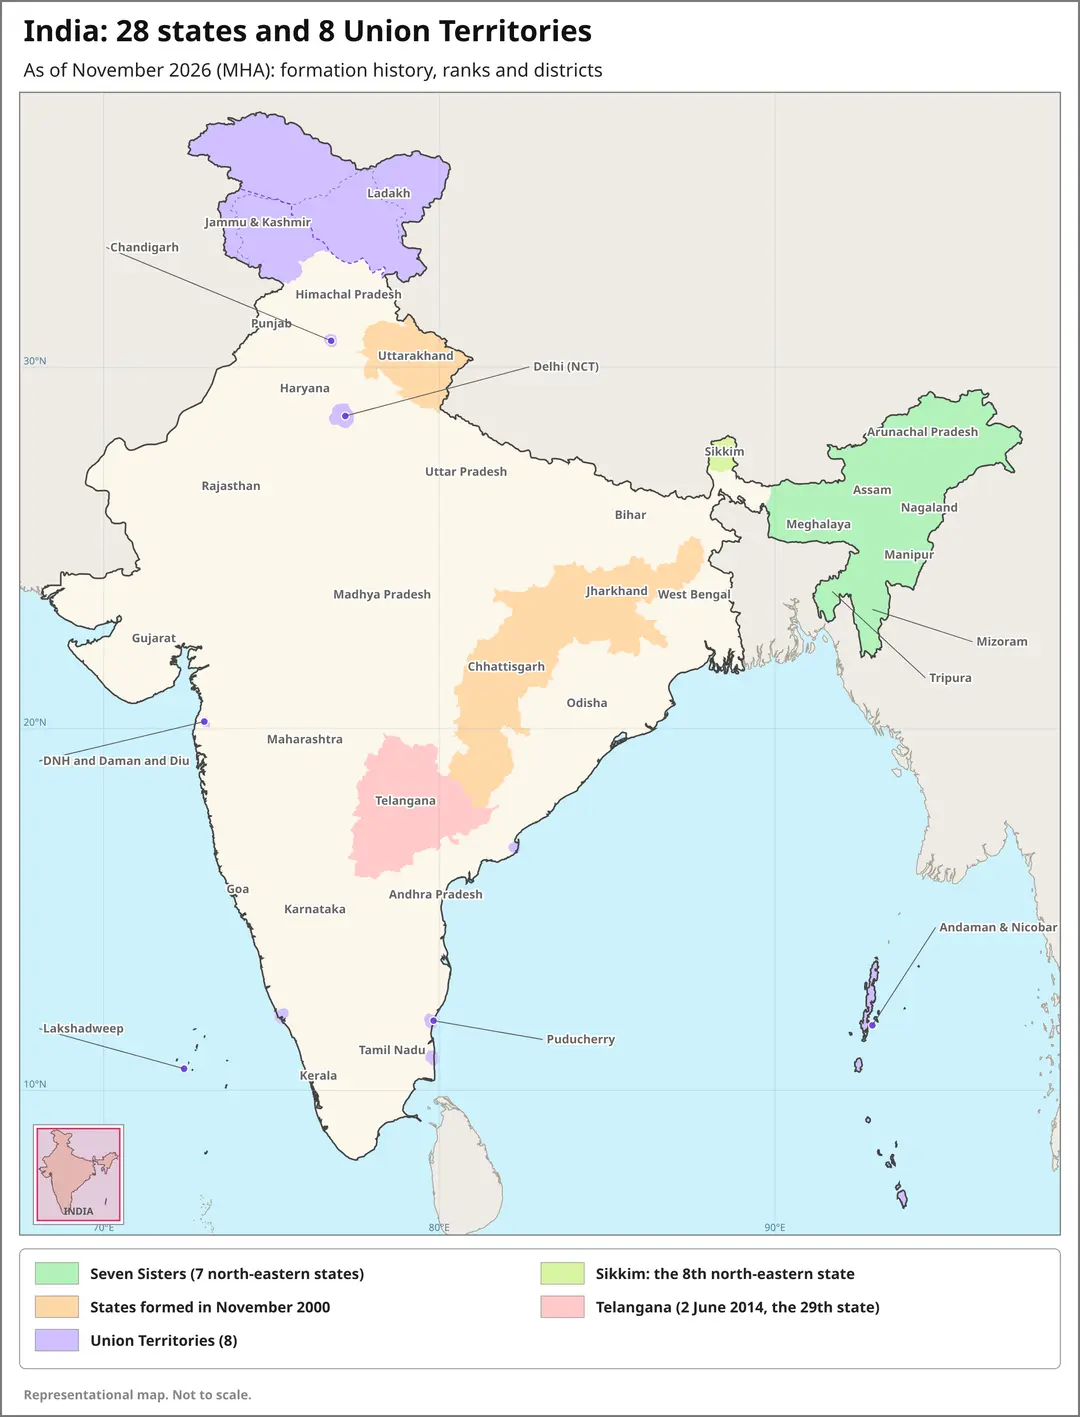 India: 28 states and 8 Union Territories
As of November 2026 (MHA): formation history, ranks and districts
Ladakh
Jammu & Kashmir
Chandigarh
Himachal Pradesh
Punjab
Uttarakhand
30°N
Delhi (NCT)
Haryana
Arunachal Pradesh
Sikkim
Uttar Pradesh
Rajasthan
Assam
Nagaland
Bihar
Meghalaya
Manipur
Jharkhand
Madhya Pradesh
West Bengal
Gujarat
Mizoram
Chhattisgarh
Tripura
Odisha
20°N
Maharashtra
DNH and Daman and Diu
Telangana
Goa
Andhra Pradesh
Karnataka
Andaman & Nicobar
Lakshadweep
Puducherry
Tamil Nadu
Kerala
10°N
INDIA
70°E
80°E
90°E
Seven Sisters (7 north-eastern states)
Sikkim: the 8th north-eastern state
States formed in November 2000
Telangana (2 June 2014, the 29th state)
Union Territories (8)
Representational map. Not to scale.